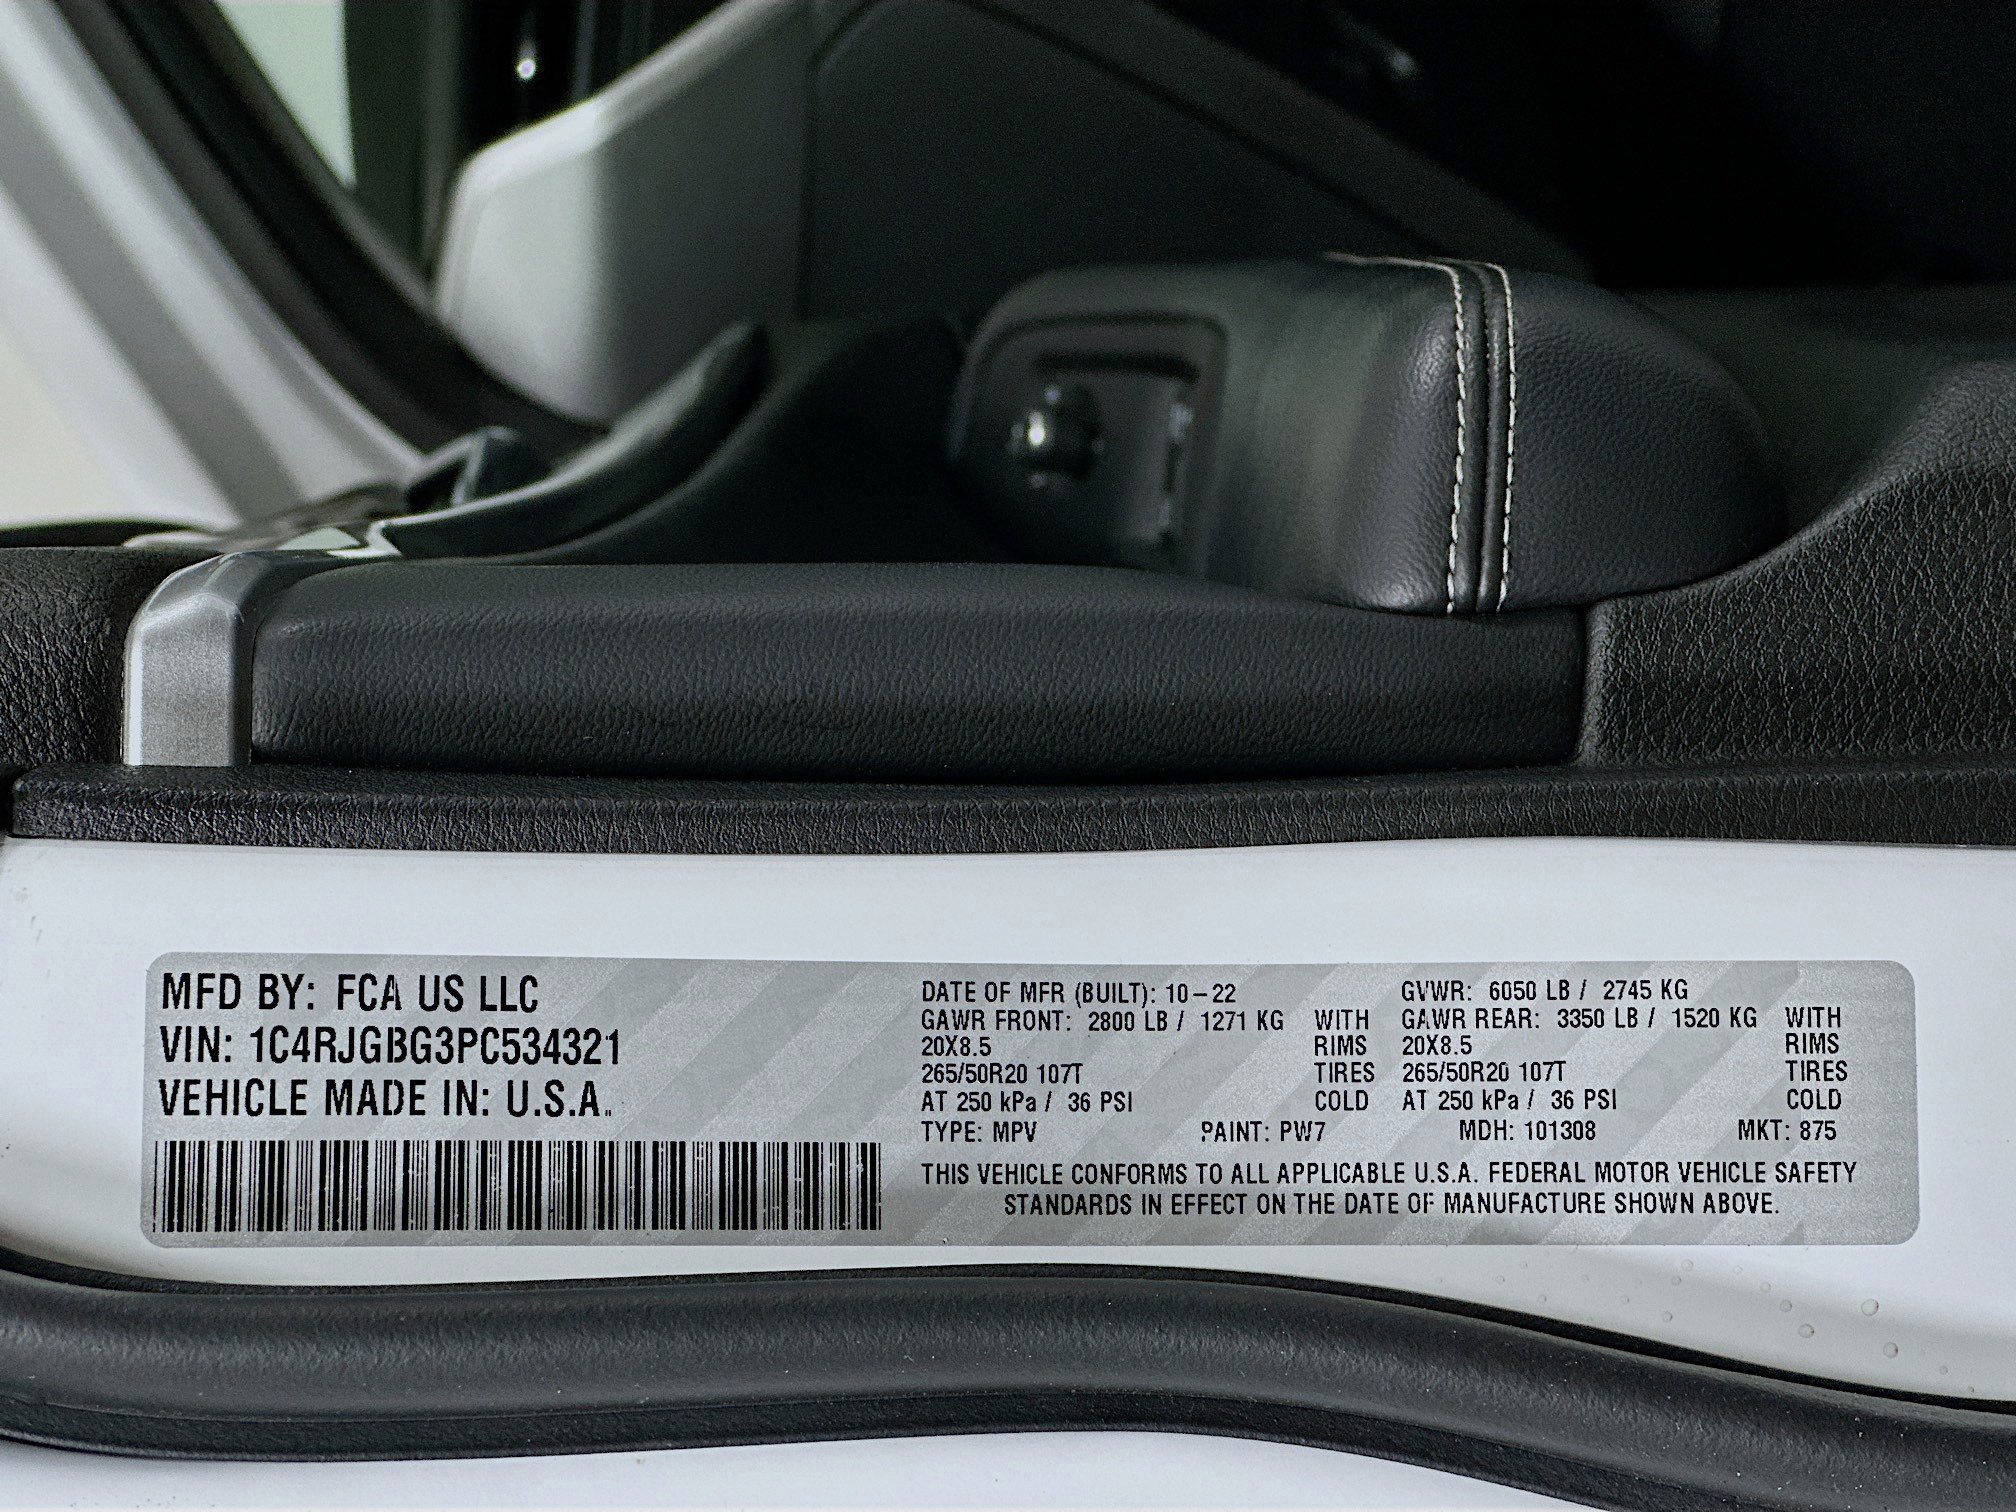 MFD BY: FCA US LLC
VIN: 1C4RJGBG3PC534321
VEHICLE MADE IN: U.S.A.
DATE OF MFR (BUILT): 10-22
GAWR FRONT: 2800 LB / 1271 KG WITH
20X8.5 RIMS
265/50R20 107T TIRES
AT 250 kPa / 36 PSI COLD
GVWR: 6050 LB / 2745 KG
GAWR REAR: 3350 LB / 1520 KG WITH
20X8.5 RIMS
265/50R20 107T TIRES
AT 250 kPa / 36 PSI COLD
TYPE: MPV PAINT: PW7 MDH: 101308 MKT: 875
THIS VEHICLE CONFORMS TO ALL APPLICABLE U.S.A. FEDERAL MOTOR VEHICLE SAFETY
STANDARDS IN EFFECT ON THE DATE OF MANUFACTURE SHOWN ABOVE.